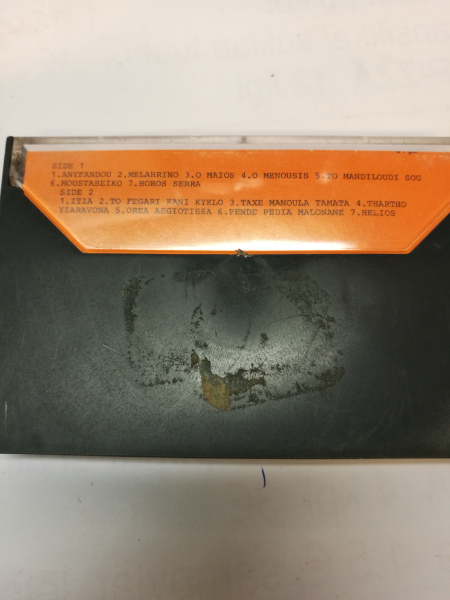 SIDE 1
1.ANYFANDOU 2.MELAHRINO 3.O MAIOS 4.O MENOUSIS 5.TO MANDILOUDI SOU
6.MOUSTABEIKO 7.HOROS SERRA
SIDE 2
1.ITIA 2.TO FEGARI KANI KYKLO 3.TAXE MANOULA TAMATA 4.THARTHO
YIARAVONA 5.OREA AEGIOTISSA 6.PENDE PEDIA MALONANE 7.HELIOS